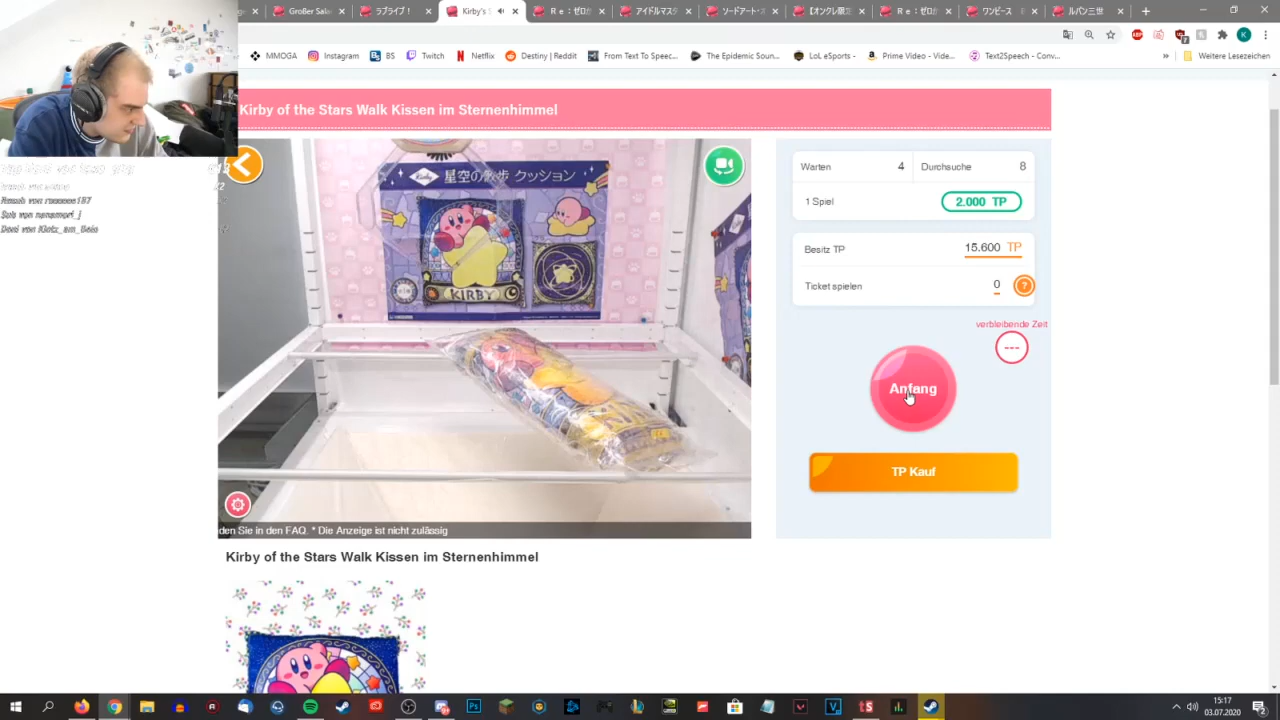 Großer Sala
ラブライブ！
Kirby's S
Ｒｅ：ゼロか
アイドルマスタ
ソードアート・オ
【オンクレ限定
Ｒｅ：ゼロか
ワンピース
ルパン三世
MMOGA
Instagram
BS
Twitch
Netflix
Destiny | Reddit
From Text To Speec...
The Epidemic Soun...
LoL eSports -
Prime Video - Vide...
Text2Speech - Conv...
»
Weitere Lesezeichen
Kirby of the Stars Walk Kissen im Sternenhimmel
Kirby
星空のお散歩 クッション
KIRBY
Warten 4
Durchsuche 8
1 Spiel 2.000 TP
Besitz TP 15.600 TP
Ticket spielen 0 ?
verbleibende Zeit
---
Anfang
TP Kauf
den Sie in den FAQ. * Die Anzeige ist nicht zulässig
Kirby of the Stars Walk Kissen im Sternenhimmel
15:17
03.07.2020